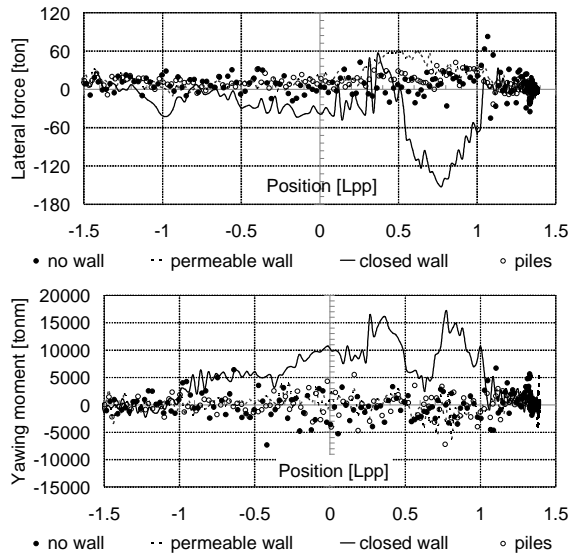 120
60
0
-60
-120
-180
Lateral force [ton]
Position [Lpp]
-1.5 -1 -0.5 0 0.5 1 1.5
no wall permeable wall closed wall piles
20000
15000
10000
5000
0
-5000
-10000
-15000
Yawing moment [tonm]
Position [Lpp]
-1.5 -1 -0.5 0 0.5 1 1.5
no wall permeable wall closed wall piles